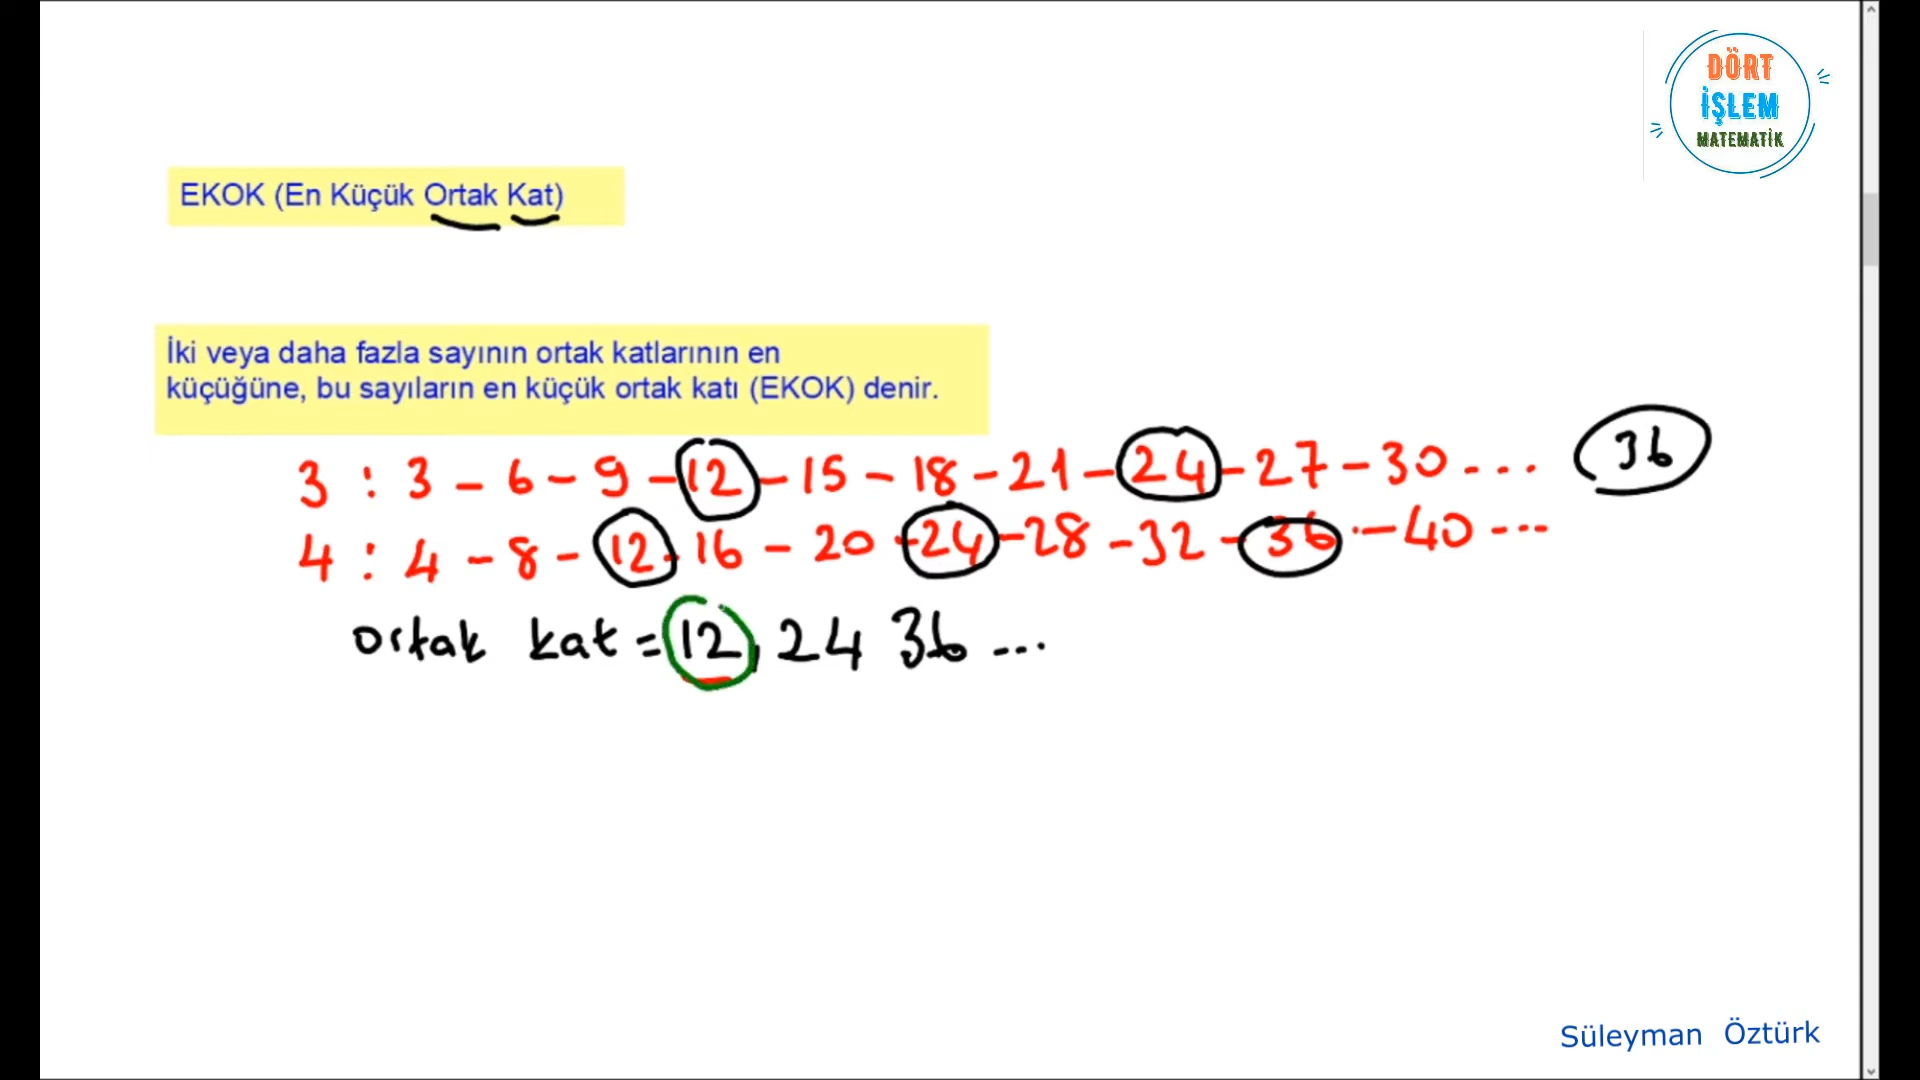 DÖRT
İŞLEM
MATEMATİK
EKOK (En Küçük Ortak Kat)
İki veya daha fazla sayının ortak katlarının en
küçüğüne, bu sayıların en küçük ortak katı (EKOK) denir.
3 : 3 - 6 - 9 - 12 - 15 - 18 - 21 - 24 - 27 - 30 ... 36
4 : 4 - 8 - 12 - 16 - 20 - 24 - 28 - 32 - 36 - 40 ...
ortak kat = 12, 24 36 ...
Süleyman Öztürk